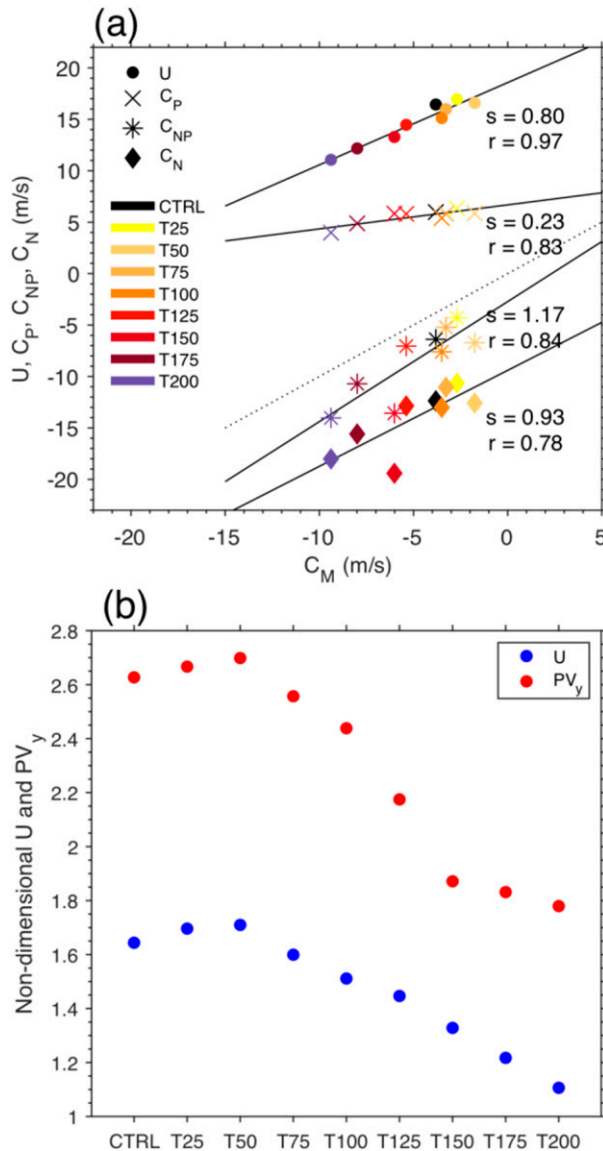 (a)
U, C_P, C_NP, C_N (m/s)
20
15
10
5
0
-5
-10
-15
-20
U
C_P
C_NP
C_N
CTRL
T25
T50
T75
T100
T125
T150
T175
T200
s = 0.80
r = 0.97
s = 0.23
r = 0.83
s = 1.17
r = 0.84
s = 0.93
r = 0.78
-20 -15 -10 -5 0 5
C_M (m/s)
(b)
Non-dimensional U and PV_y
2.8
2.6
2.4
2.2
2
1.8
1.6
1.4
1.2
1
U
PV_y
CTRL T25 T50 T75 T100 T125 T150 T175 T200